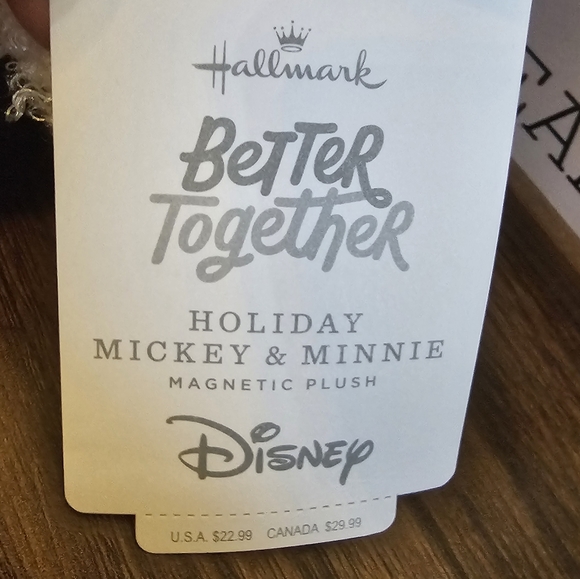 Hallmark
Better
Together
HOLIDAY
MICKEY & MINNIE
MAGNETIC PLUSH
Disney
U.S.A. $22.99 CANADA $29.99